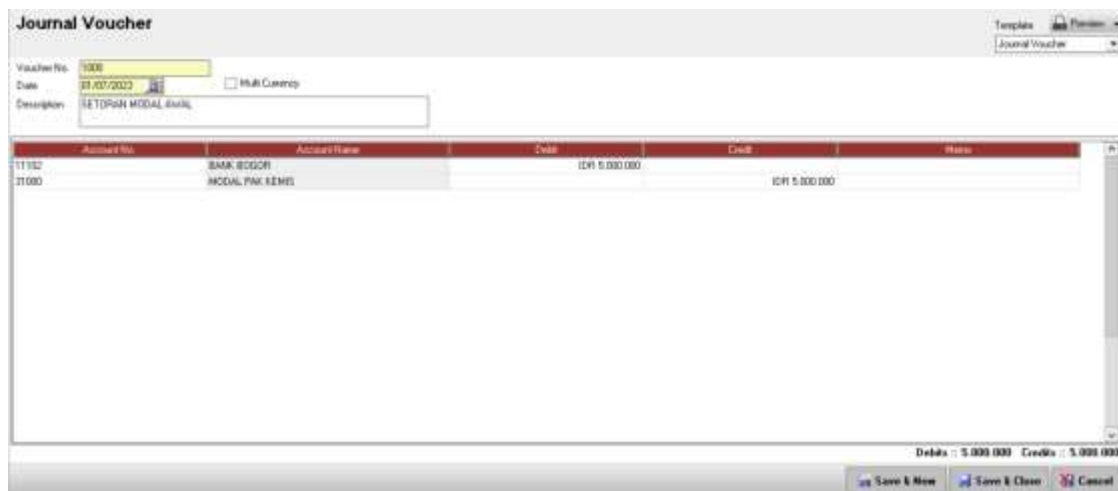 Journal Voucher
Template Preview
Journal Voucher
Voucher No. 1000
Date 01/07/2022 Multi Currency
Description SETORAN MODAL AWAL
Account No. Account Name Debit Credit Memo
11102 BANK BOGOR IDR 5.000.000
31000 MODAL PAK KEMIS IDR 5.000.000
Debits : 5.000.000 Credits : 5.000.000
Save & New Save & Close Cancel